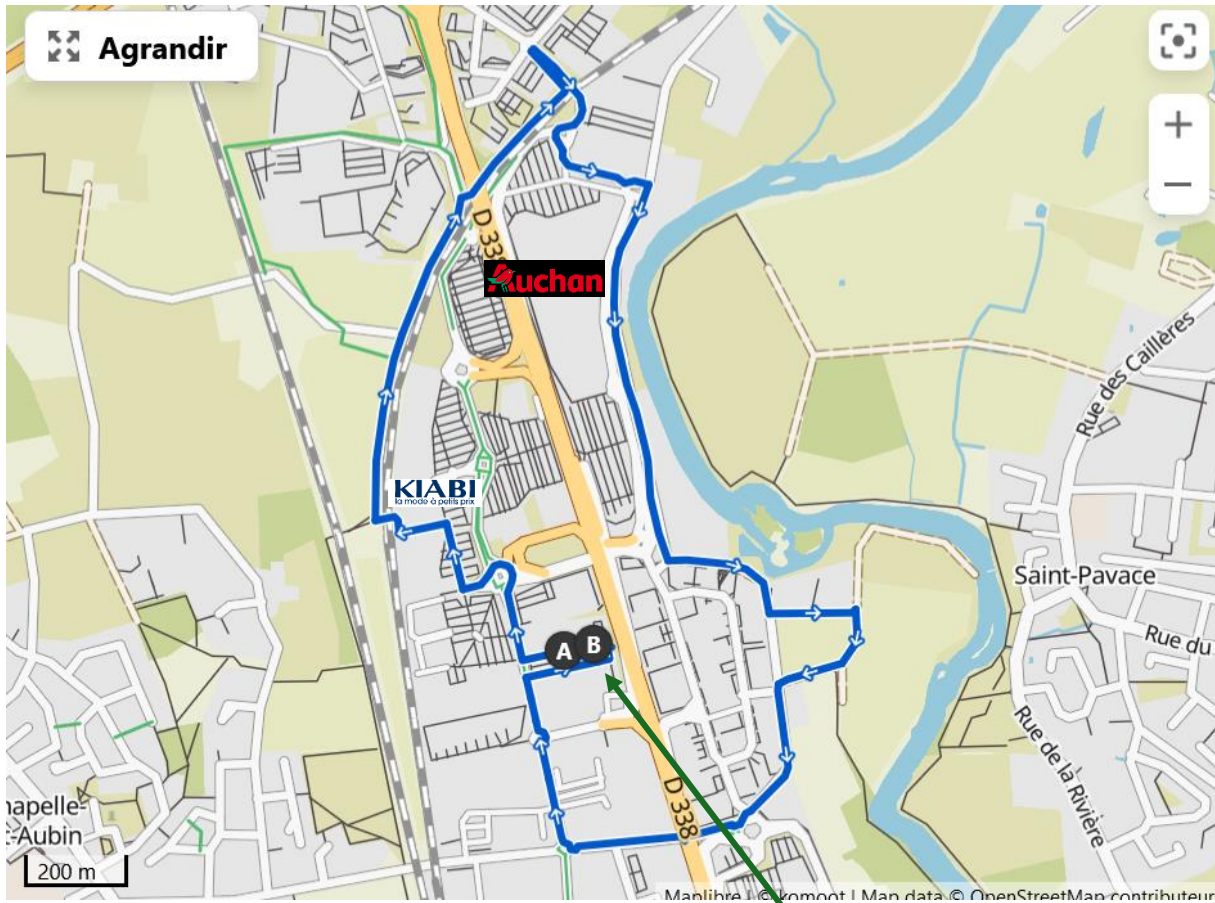 Agrandir
+
−
D 338
Auchan
Rue des Caillères
KIABI
la mode à petits prix
Saint-Pavace
Rue du
A
B
Rue de la Rivière
D 338
hapelle-
t-Aubin
200 m
Maplibre | © komoot | Map data © OpenStreetMap contributeur